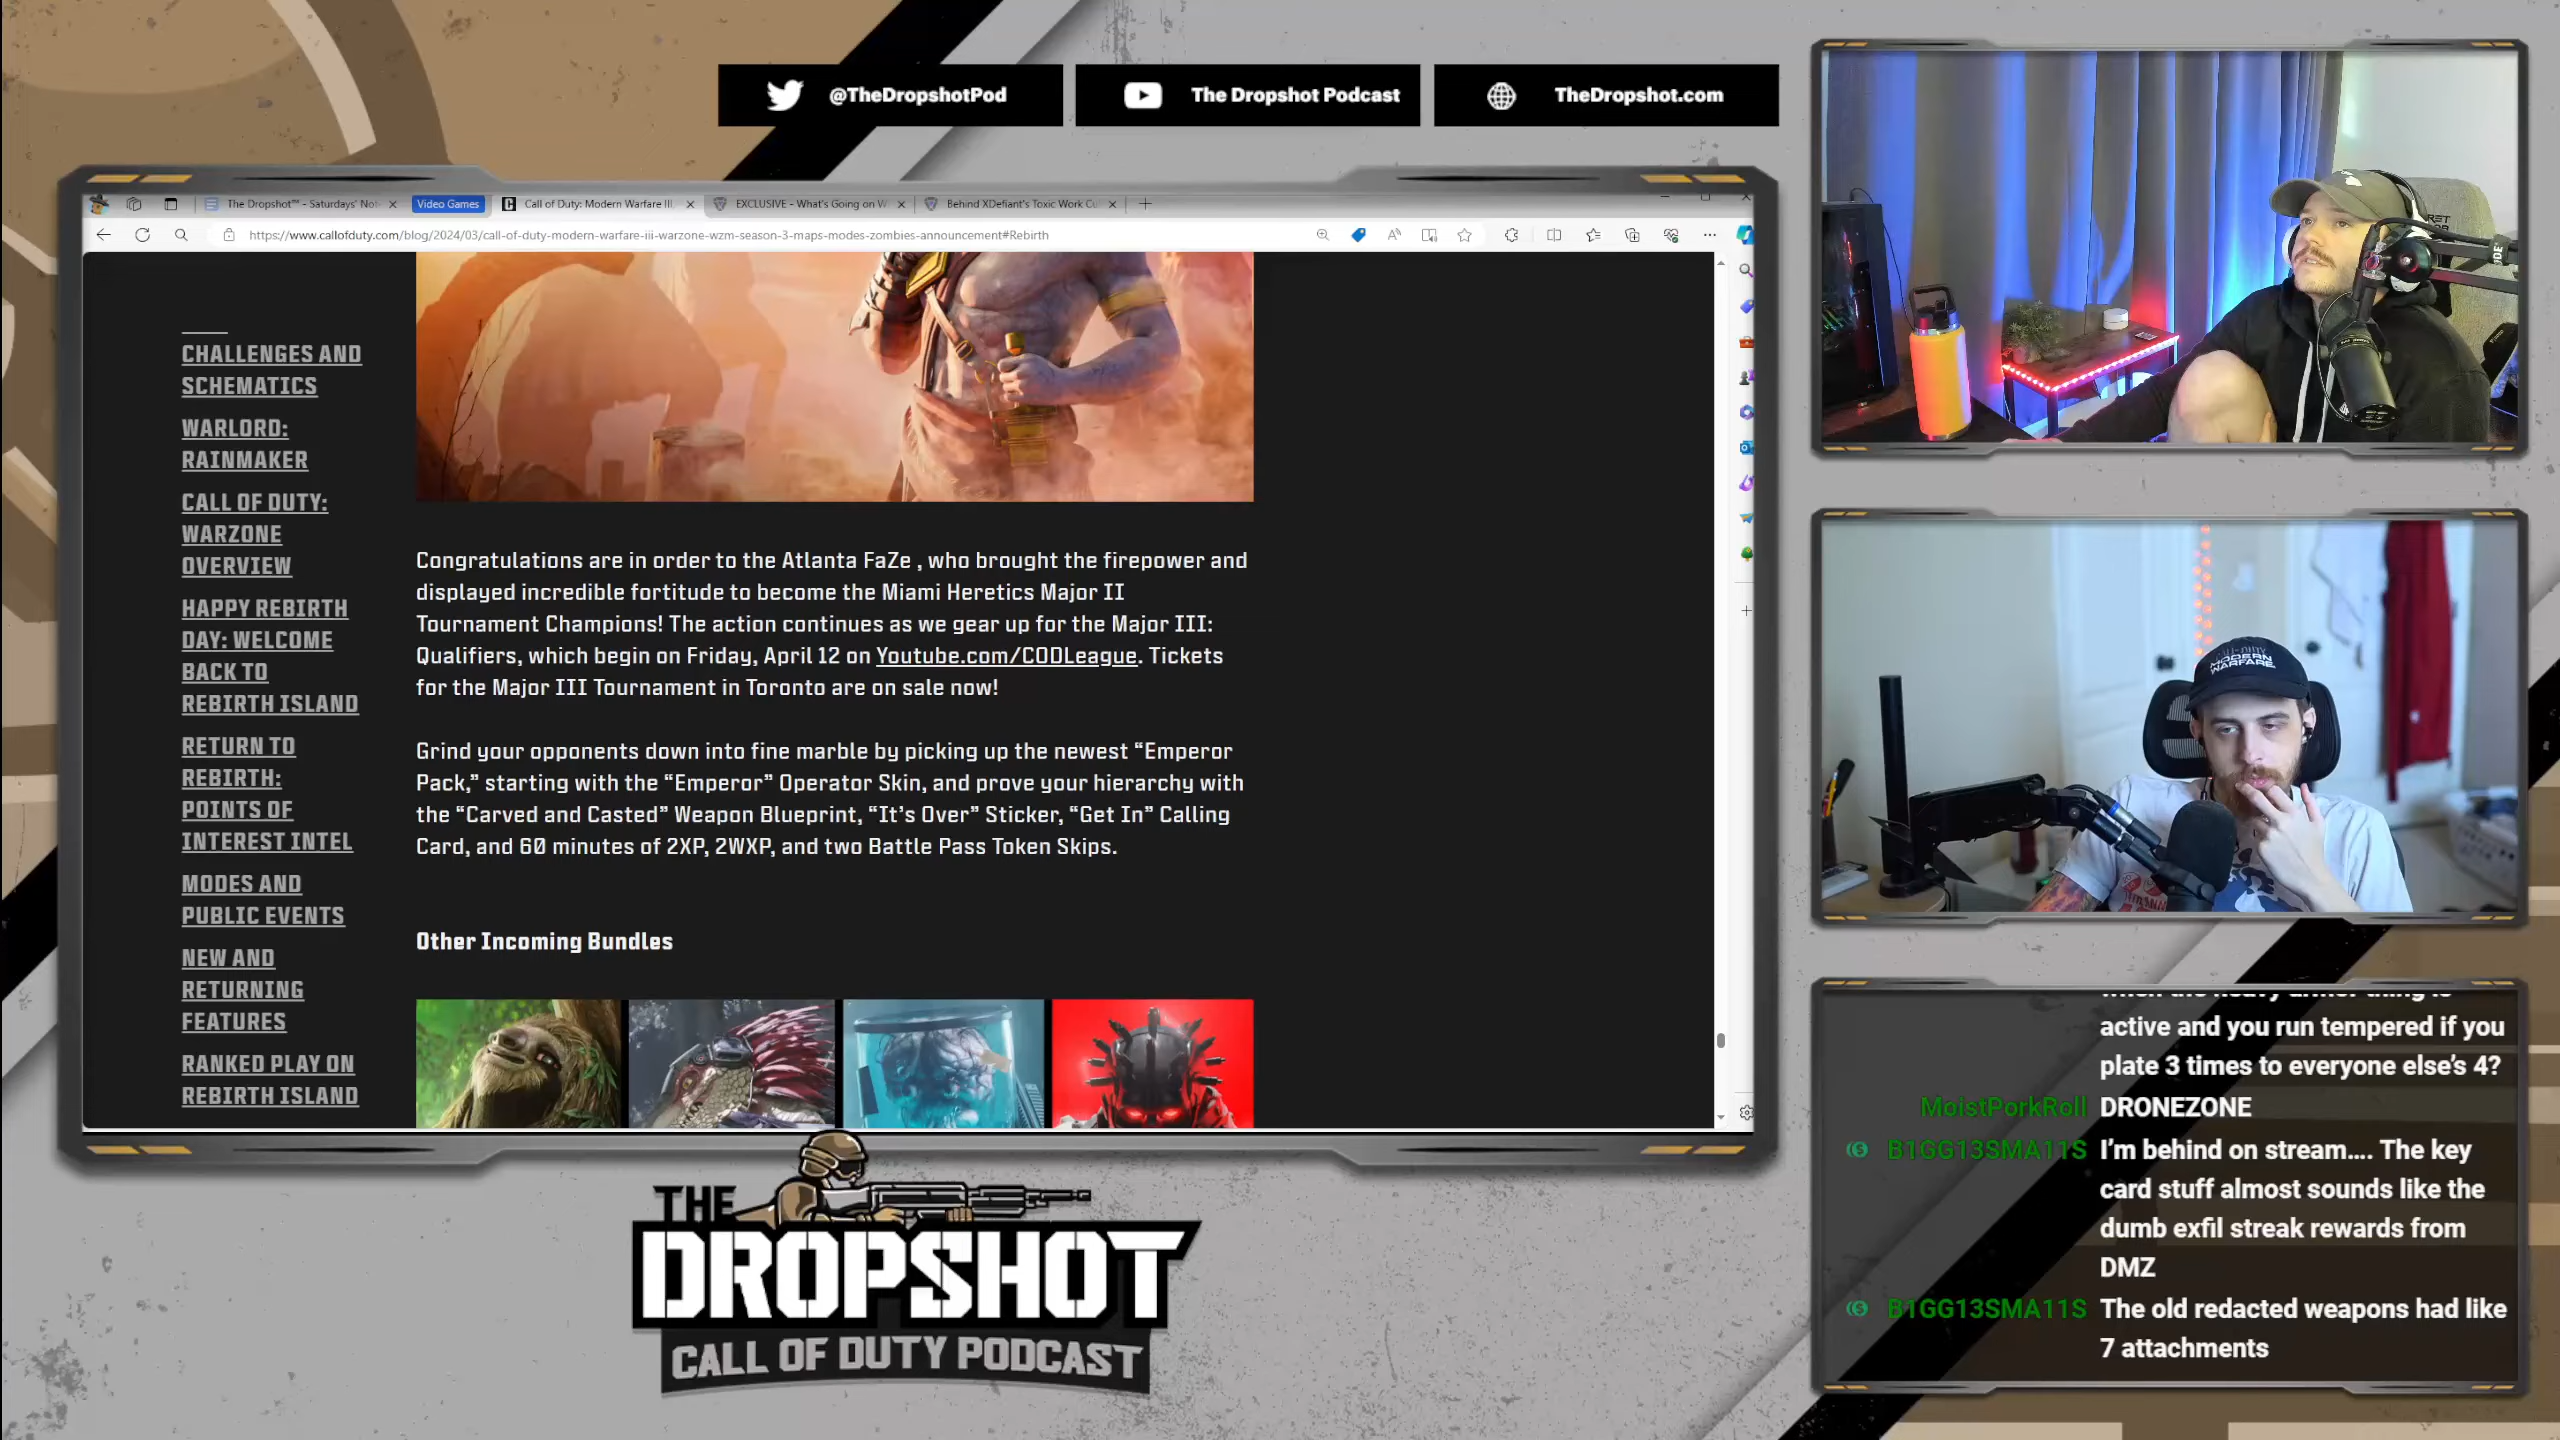 @TheDropshotPod
The Dropshot Podcast
TheDropshot.com
The Dropshot™ - Saturdays' Not
Video Games
Call of Duty: Modern Warfare III
EXCLUSIVE - What's Going on W
Behind XDefiant's Toxic Work Cu
https://www.callofduty.com/blog/2024/03/call-of-duty-modern-warfare-iii-warzone-wzm-season-3-maps-modes-zombies-announcement#Rebirth
CHALLENGES AND
SCHEMATICS
WARLORD:
RAINMAKER
CALL OF DUTY:
WARZONE
OVERVIEW
HAPPY REBIRTH
DAY: WELCOME
BACK TO
REBIRTH ISLAND
RETURN TO
REBIRTH:
POINTS OF
INTEREST INTEL
MODES AND
PUBLIC EVENTS
NEW AND
RETURNING
FEATURES
RANKED PLAY ON
REBIRTH ISLAND
Congratulations are in order to the Atlanta FaZe , who brought the firepower and
displayed incredible fortitude to become the Miami Heretics Major II
Tournament Champions! The action continues as we gear up for the Major III:
Qualifiers, which begin on Friday, April 12 on Youtube.com/CODLeague. Tickets
for the Major III Tournament in Toronto are on sale now!
Grind your opponents down into fine marble by picking up the newest “Emperor
Pack,” starting with the “Emperor” Operator Skin, and prove your hierarchy with
the “Carved and Casted” Weapon Blueprint, “It’s Over” Sticker, “Get In” Calling
Card, and 60 minutes of 2XP, 2WXP, and two Battle Pass Token Skips.
Other Incoming Bundles
MODERN
WARFARE
when the heavy armor thing is
active and you run tempered if you
plate 3 times to everyone else’s 4?
MoistPorkRoll DRONEZONE
B1GG13SMA11S I’m behind on stream.... The key
card stuff almost sounds like the
dumb exfil streak rewards from
DMZ
B1GG13SMA11S The old redacted weapons had like
7 attachments
THE
DROPSHOT
CALL OF DUTY PODCAST